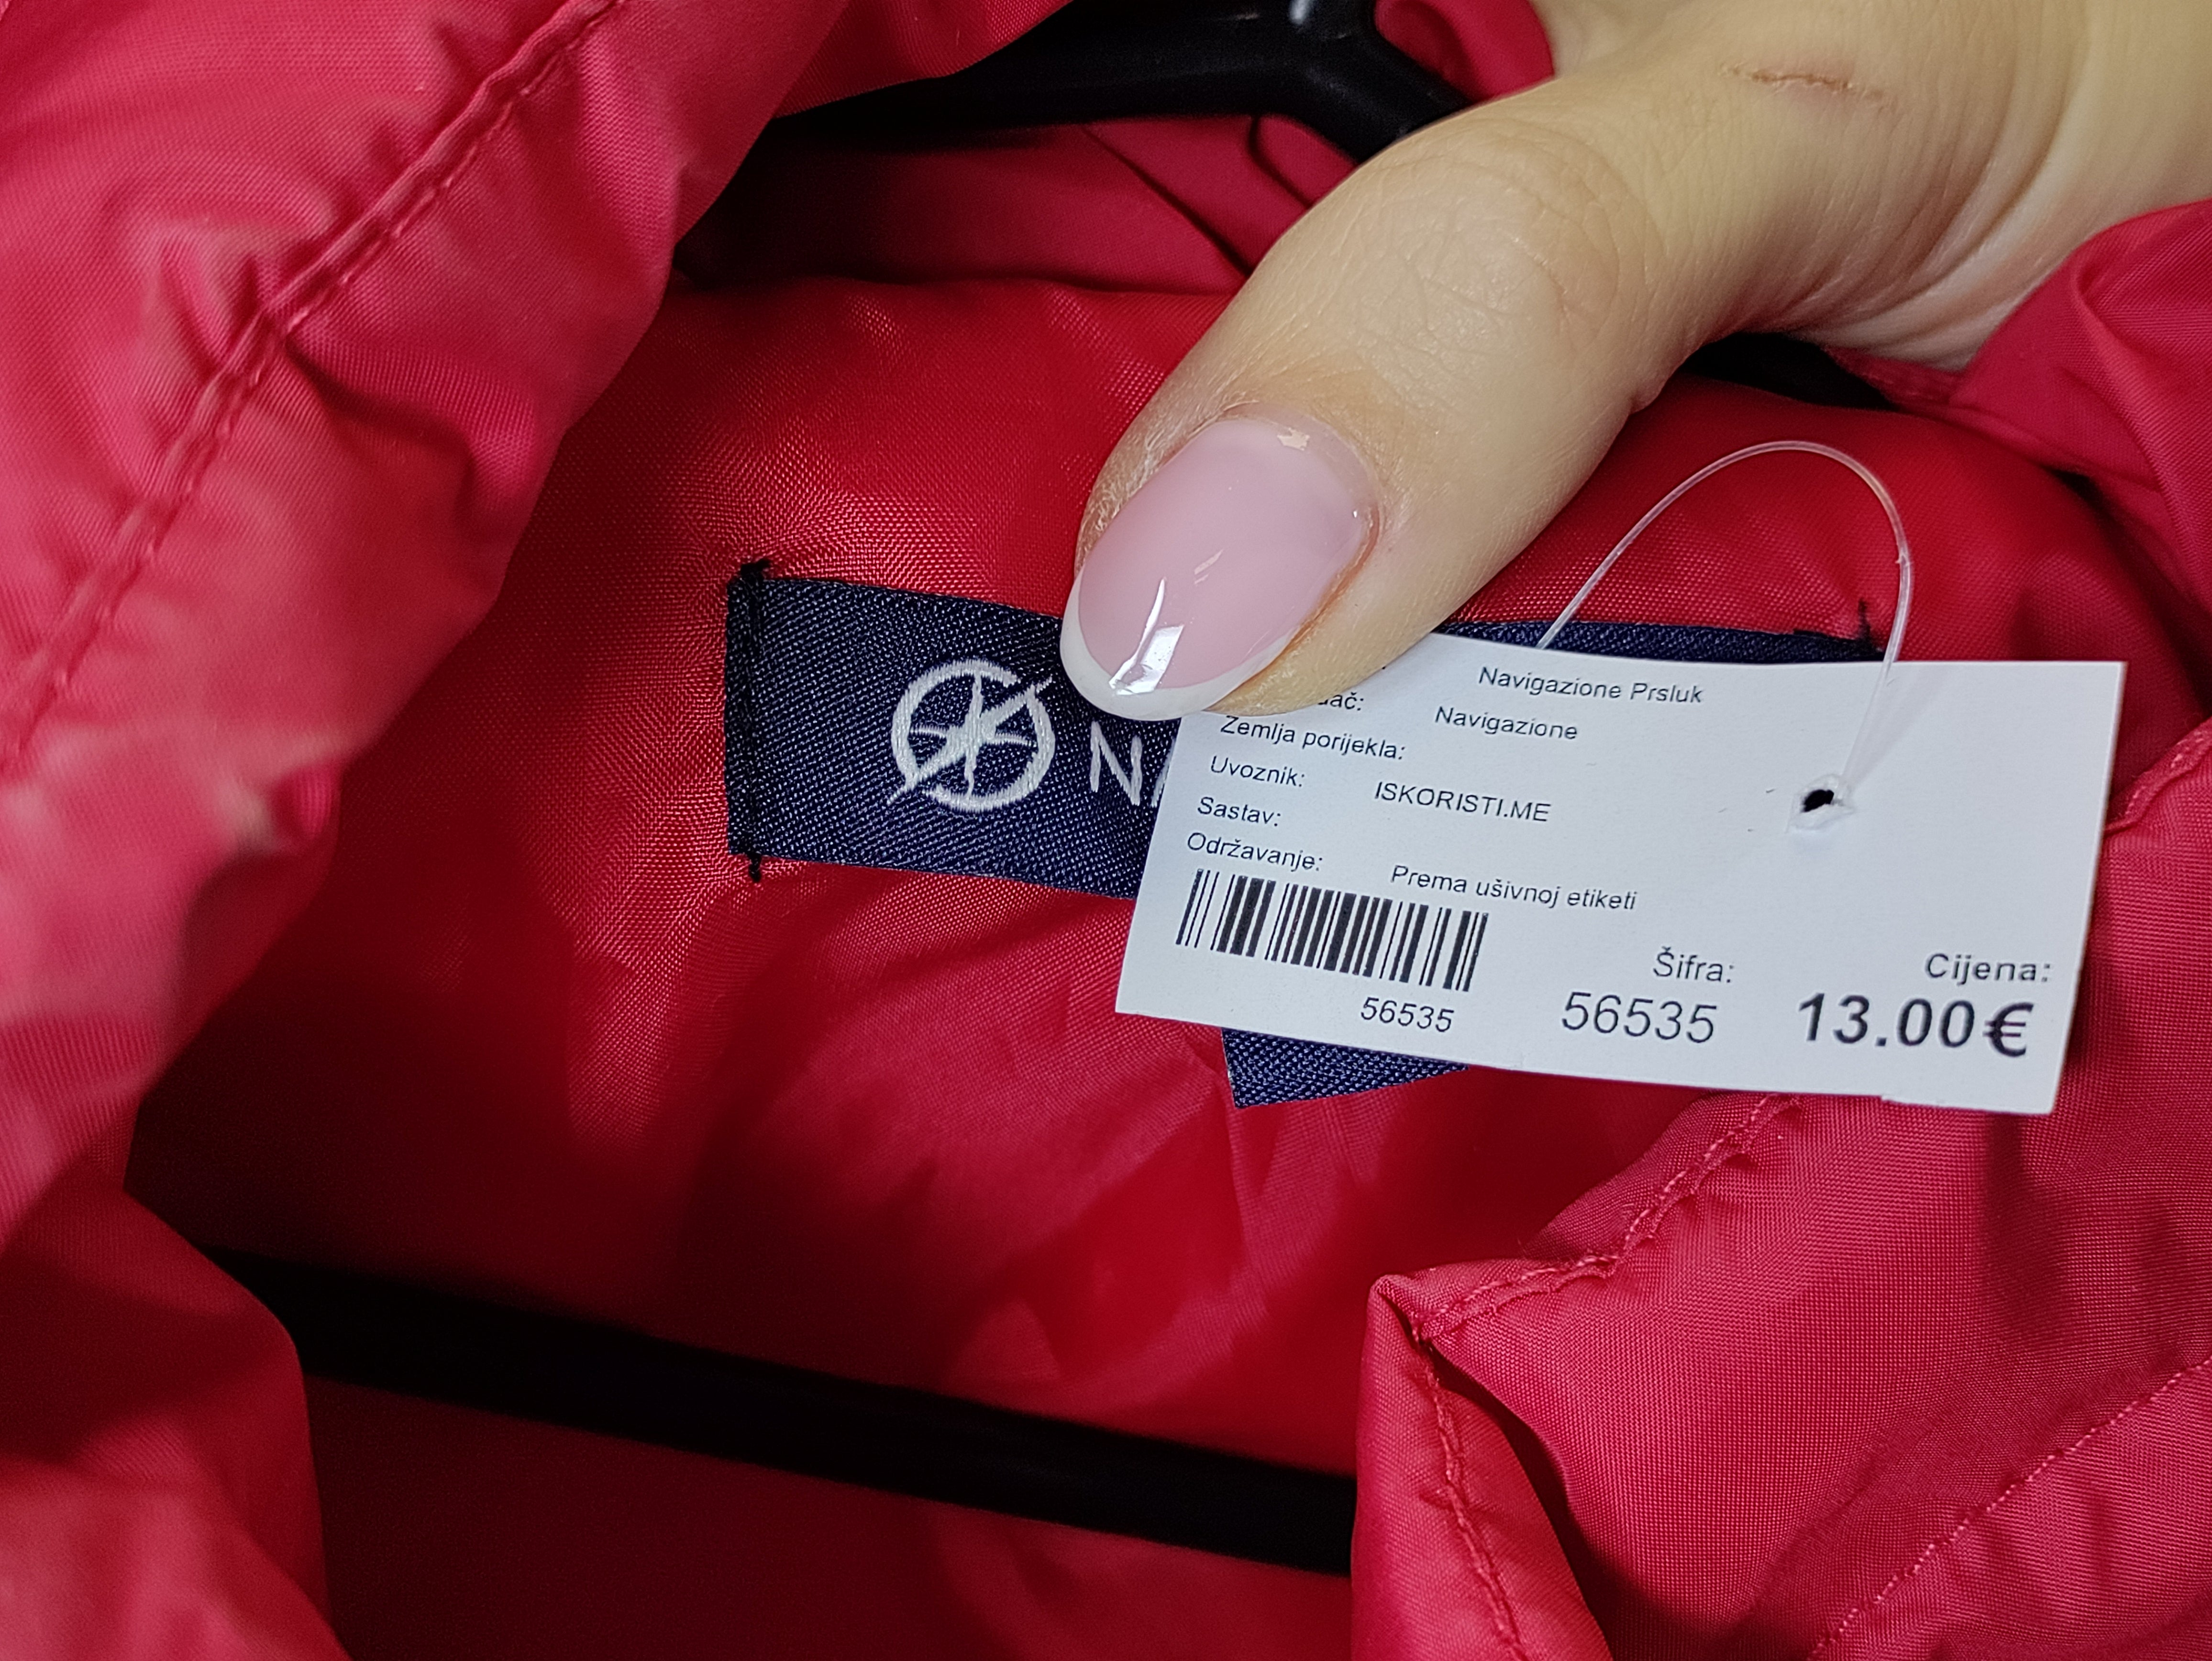 Navigazione Prsluk
Navigazione
Zemlja porijekla:
Uvoznik: ISKORISTI.ME
Sastav:
Održavanje: Prema ušivnoj etiketi
56535
Šifra:
56535
Cijena:
13.00€